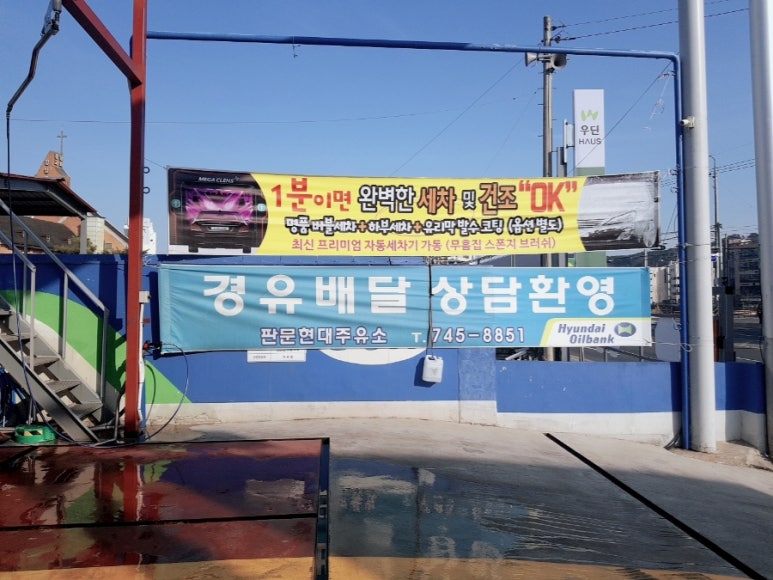 우딘
HAUS
MEGA CLENS
1분이면 완벽한 세차 및 건조 "OK"
명품 버블세차+하부세차+유리막 발수 코팅 (옵션 별도)
최신 프리미엄 자동세차기 가동 (무흠집 스폰지 브러쉬)
경유배달 상담환영
판문현대주유소 T.745-8851
Hyundai
Oilbank